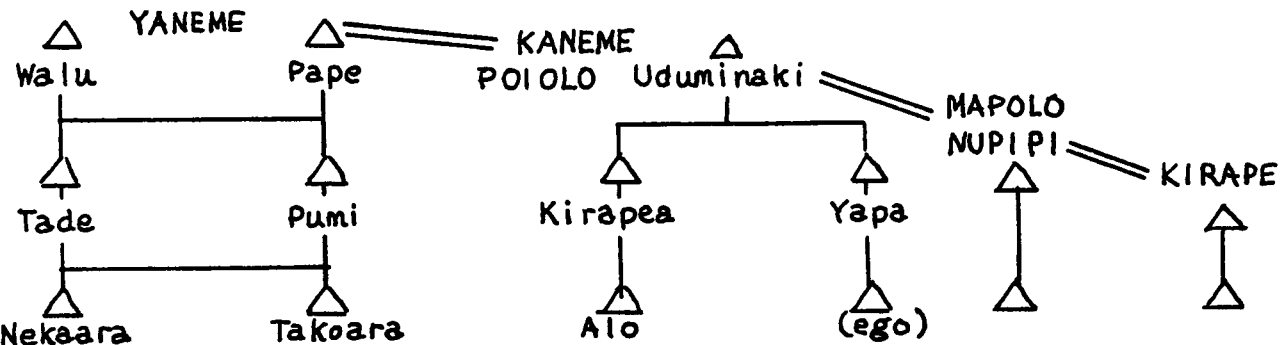 YANEME
KANEME
Walu Pape POIOLO Uduminaki
MAPOLO
NUPIPI
KIRAPE
Tade Pumi Kirapea Yapa
Nekaara Takoara Alo (ego)